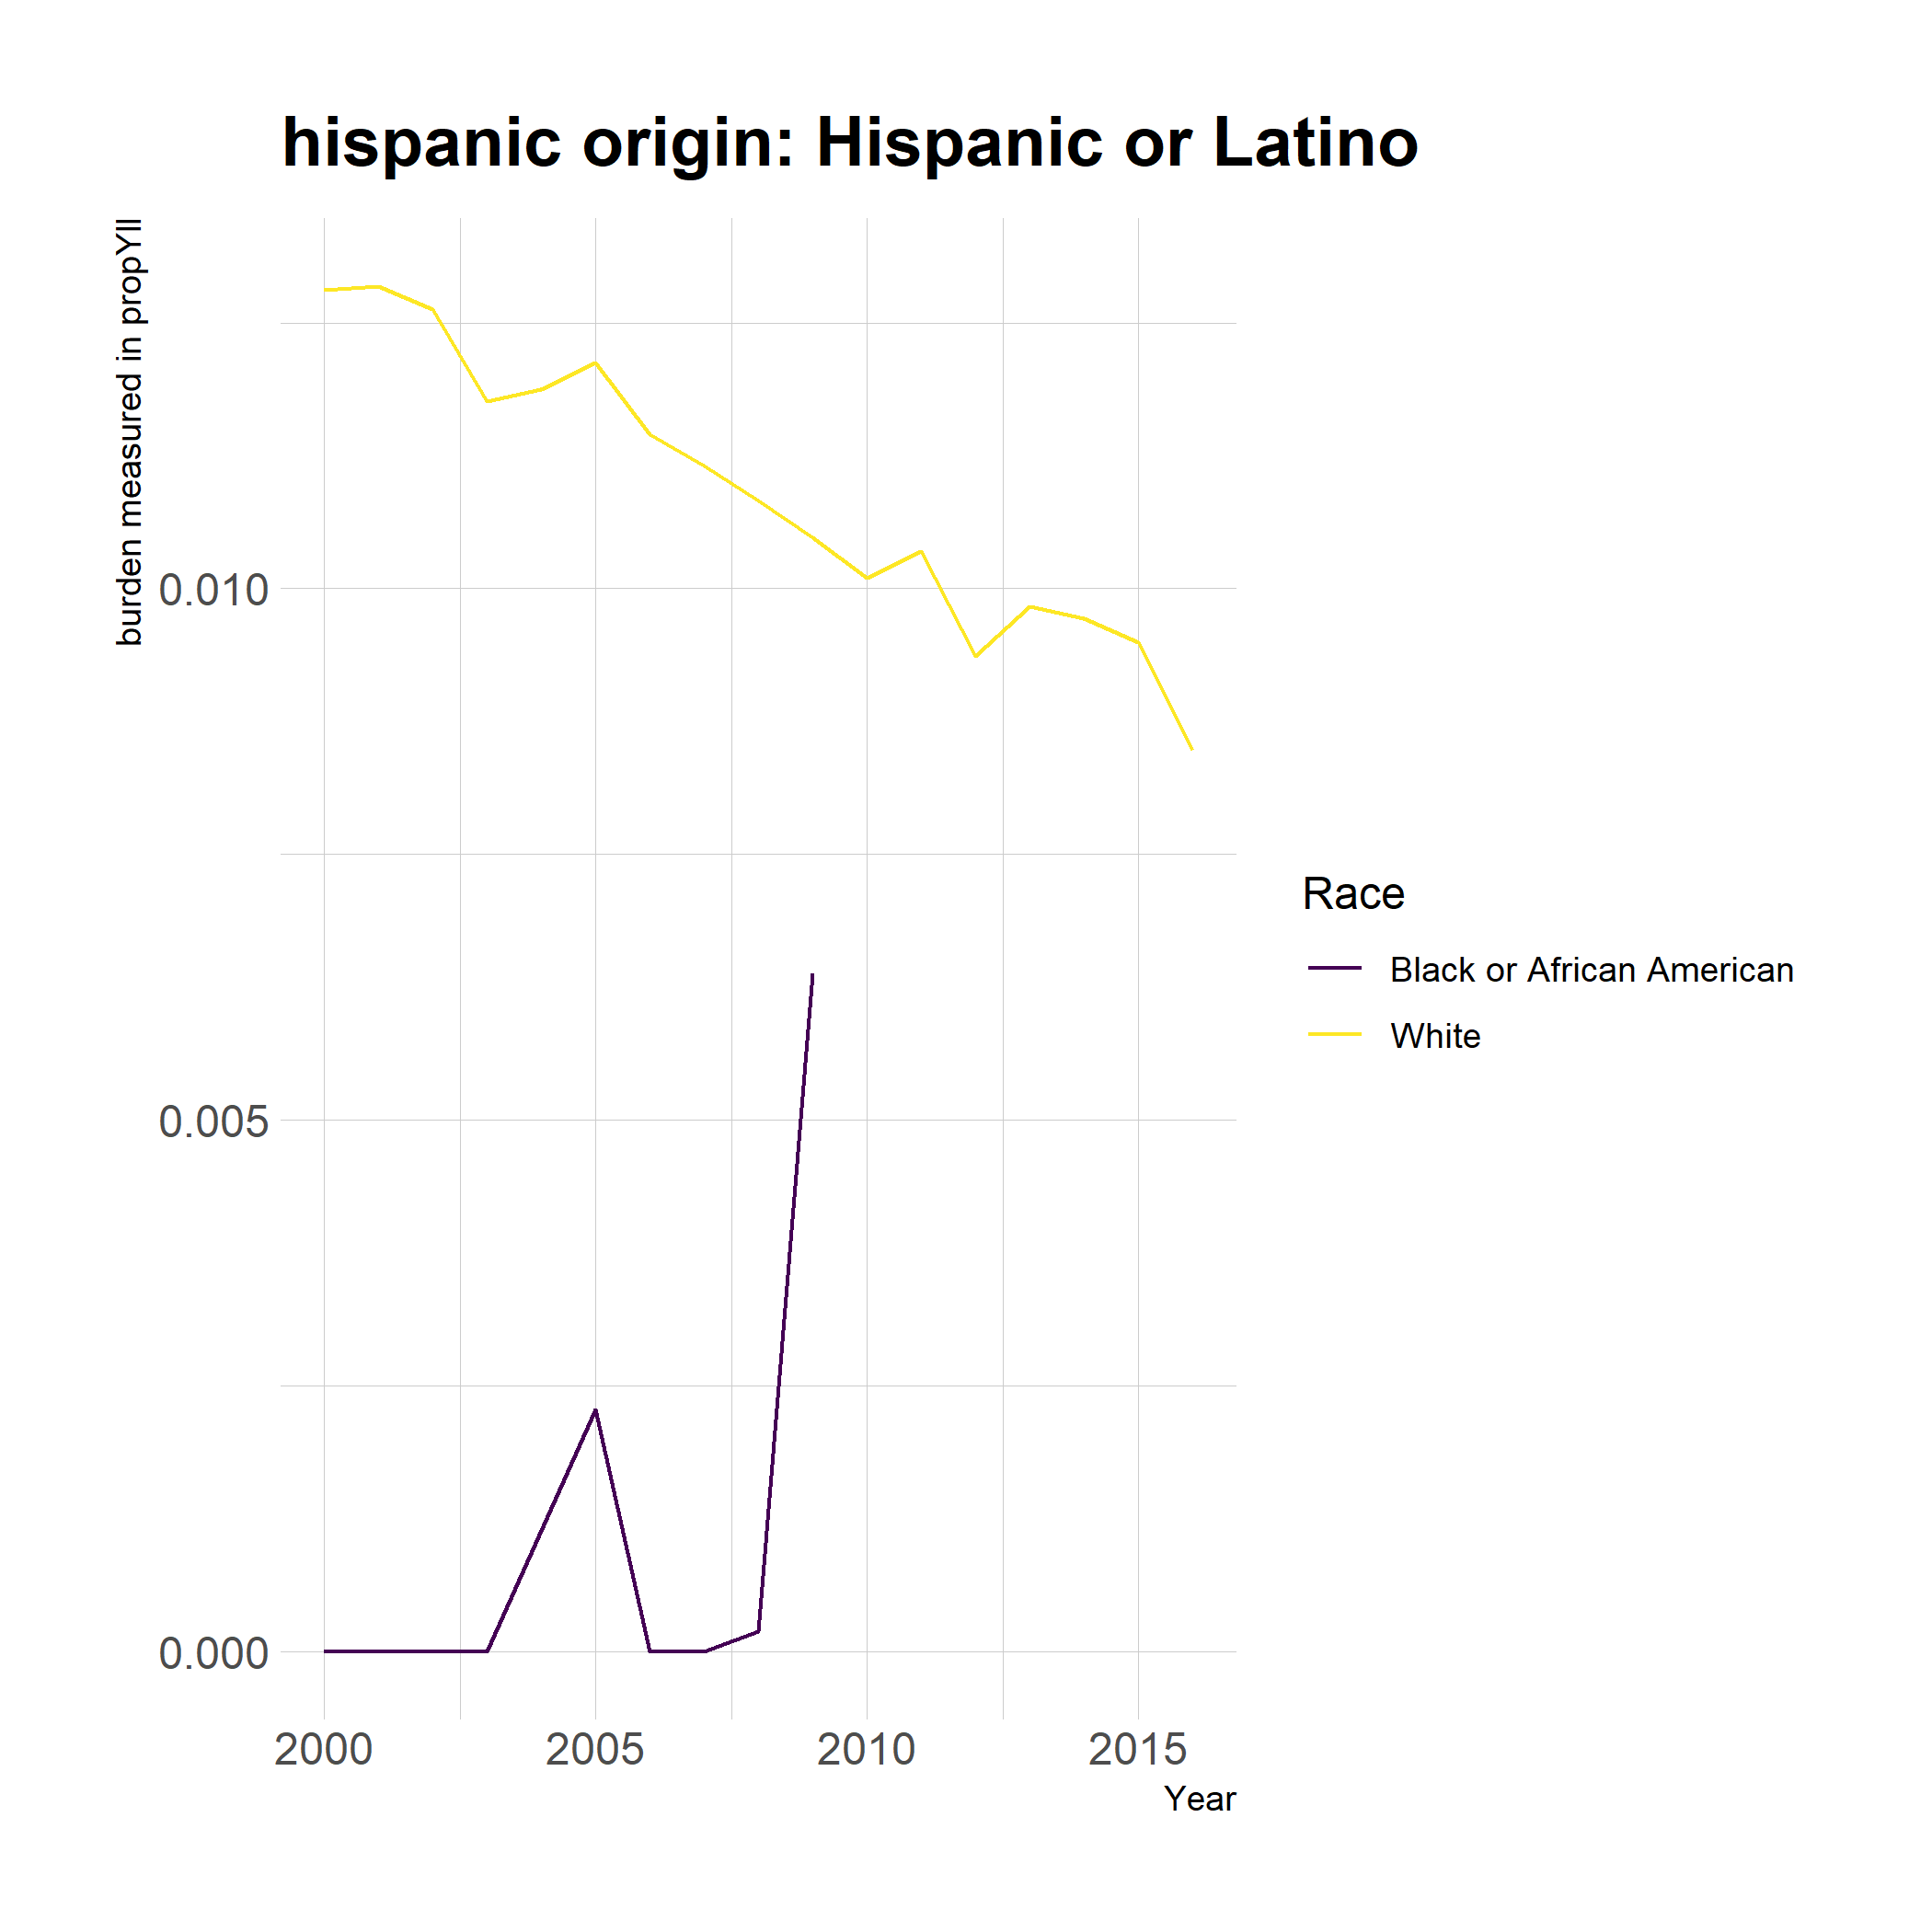 hispanic origin: Hispanic or Latino
burden measured in propYll
0.010
0.005
0.000
2000 2005 2010 2015
Year
Race
Black or African American
White